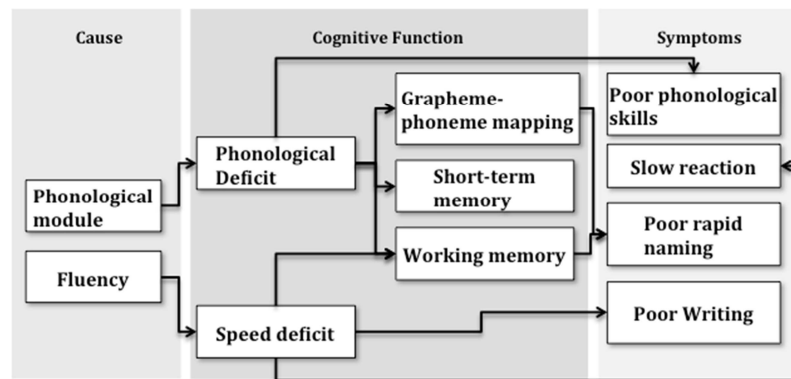 Cause
Cognitive Function
Symptoms
Phonological
module
Fluency
Phonological
Deficit
Speed deficit
Grapheme-
phoneme mapping
Short-term
memory
Working memory
Poor phonological
skills
Slow reaction
Poor rapid
naming
Poor Writing